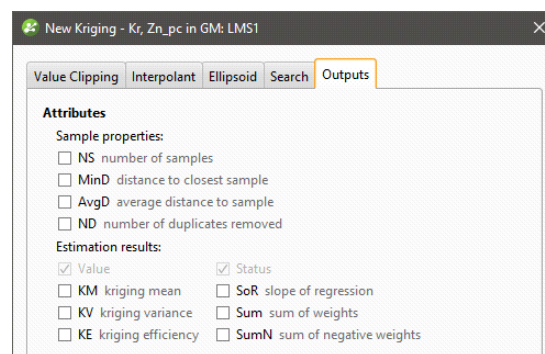 New Kriging - Kr, Zn_pc in GM: LMS1
Value Clipping Interpolant Ellipsoid Search Outputs
Attributes
Sample properties:
NS number of samples
MinD distance to closest sample
AvgD average distance to sample
ND number of duplicates removed
Estimation results:
Value Status
KM kriging mean SoR slope of regression
KV kriging variance Sum sum of weights
KE kriging efficiency SumN sum of negative weights